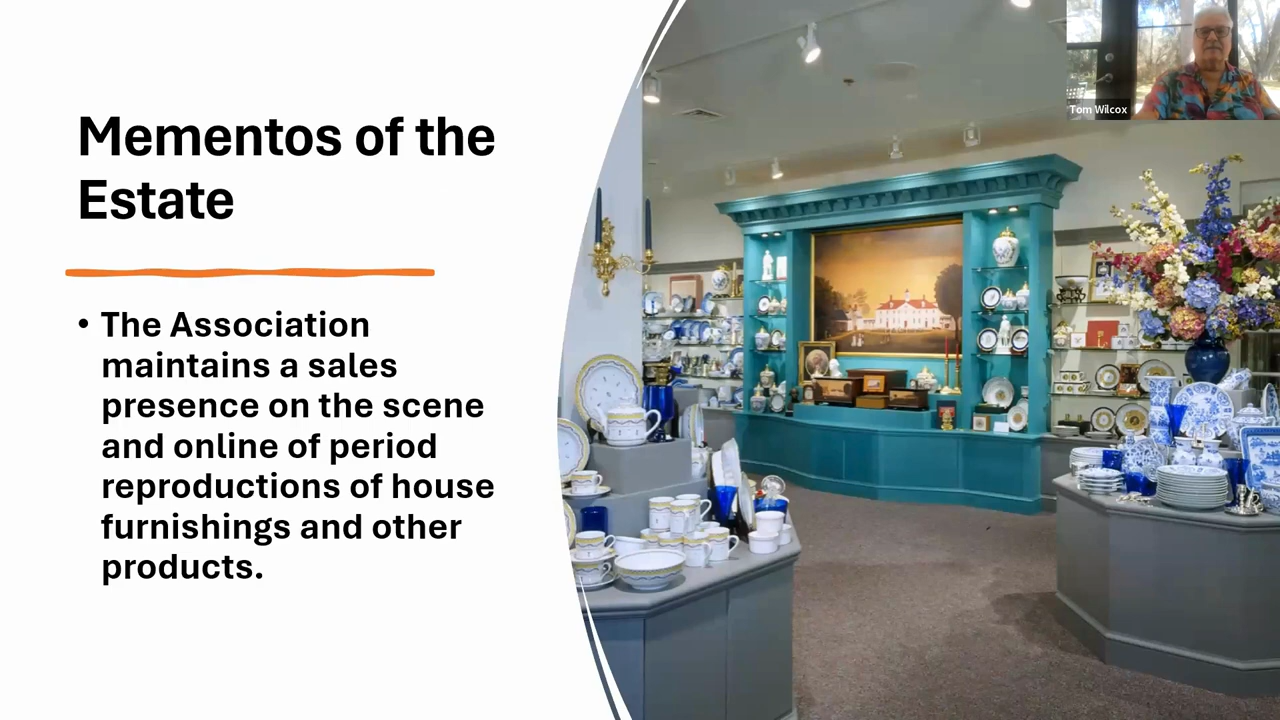 Mementos of the
Estate
• The Association
maintains a sales
presence on the scene
and online of period
reproductions of house
furnishings and other
products.
Tom Wilcox